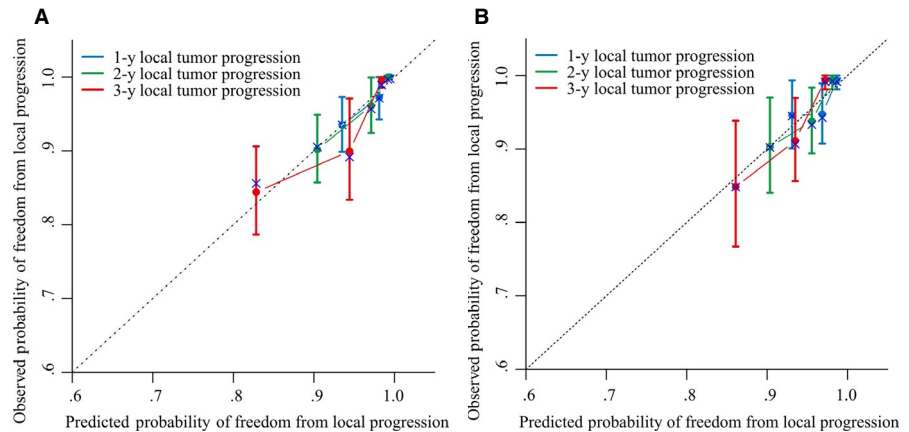 A
Observed probability of freedom from local progression
1.0
.9
.8
.7
.6
1-y local tumor progression
2-y local tumor progression
3-y local tumor progression
.6
.7
.8
.9
1.0
Predicted probability of freedom from local progression
B
Observed probability of freedom from local progression
1.0
.9
.8
.7
.6
1-y local tumor progression
2-y local tumor progression
3-y local tumor progression
.6
.7
.8
.9
1.0
Predicted probability of freedom from local progression